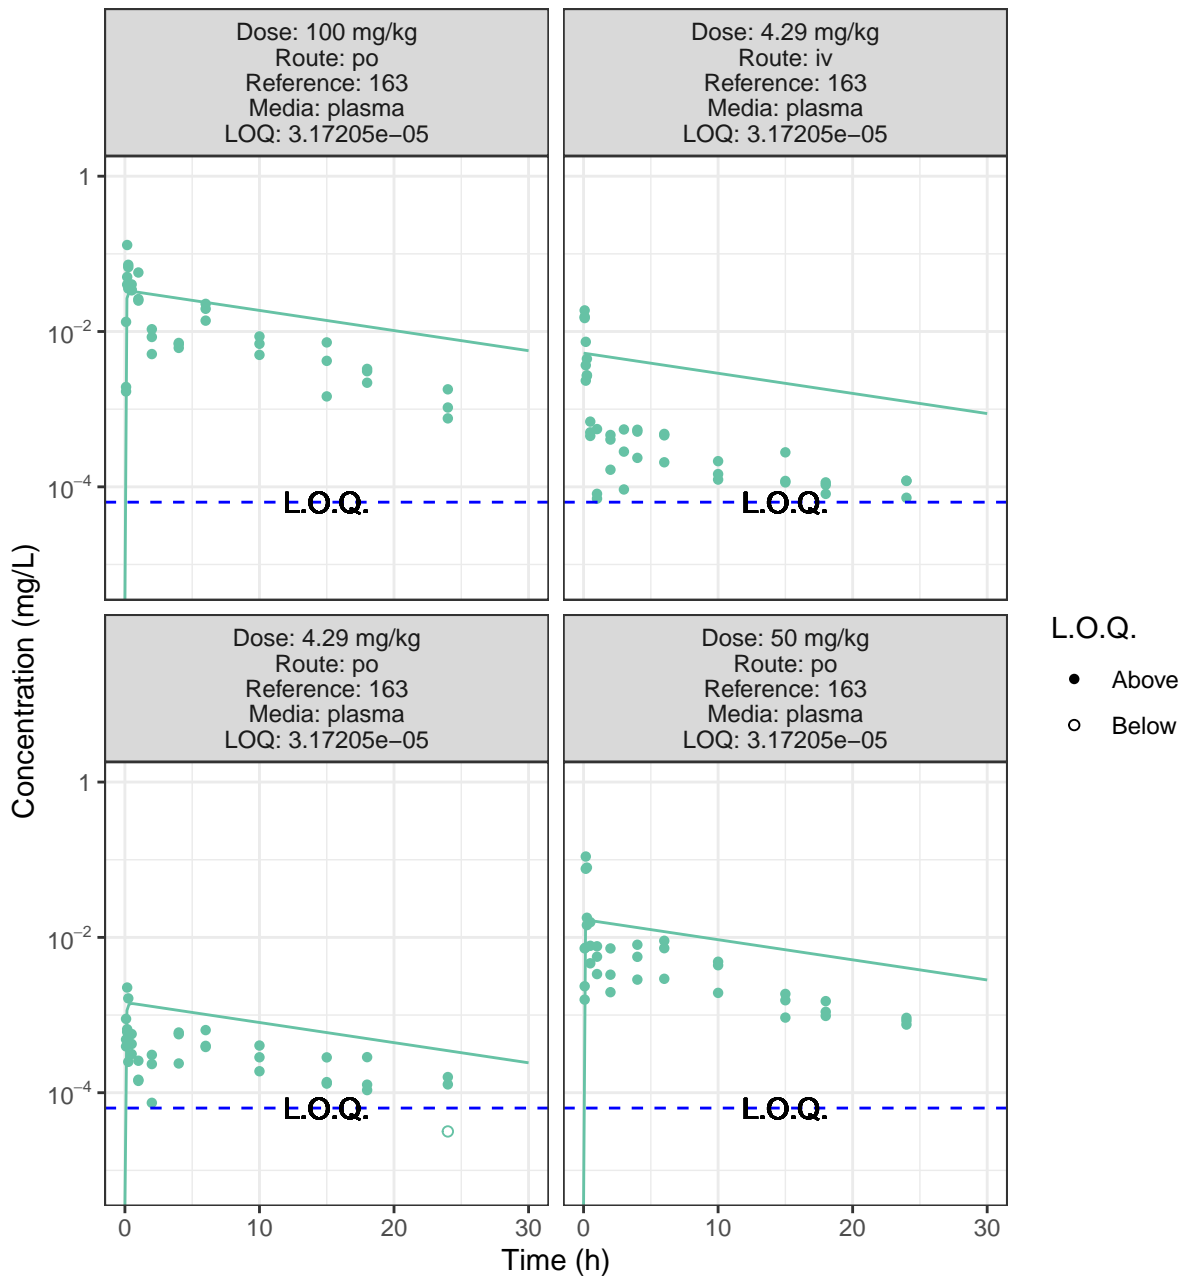 Dose: 100 mg/kg
Route: po
Reference: 163
Media: plasma
LOQ: 3.17205e−05
Dose: 4.29 mg/kg
Route: iv
Reference: 163
Media: plasma
LOQ: 3.17205e−05
1
10⁻²
10⁻⁴
L.O.Q.
L.O.Q.
Concentration (mg/L)
Dose: 4.29 mg/kg
Route: po
Reference: 163
Media: plasma
LOQ: 3.17205e−05
Dose: 50 mg/kg
Route: po
Reference: 163
Media: plasma
LOQ: 3.17205e−05
1
10⁻²
10⁻⁴
L.O.Q.
L.O.Q.
0 10 20 30
0 10 20 30
Time (h)
L.O.Q.
Above
Below